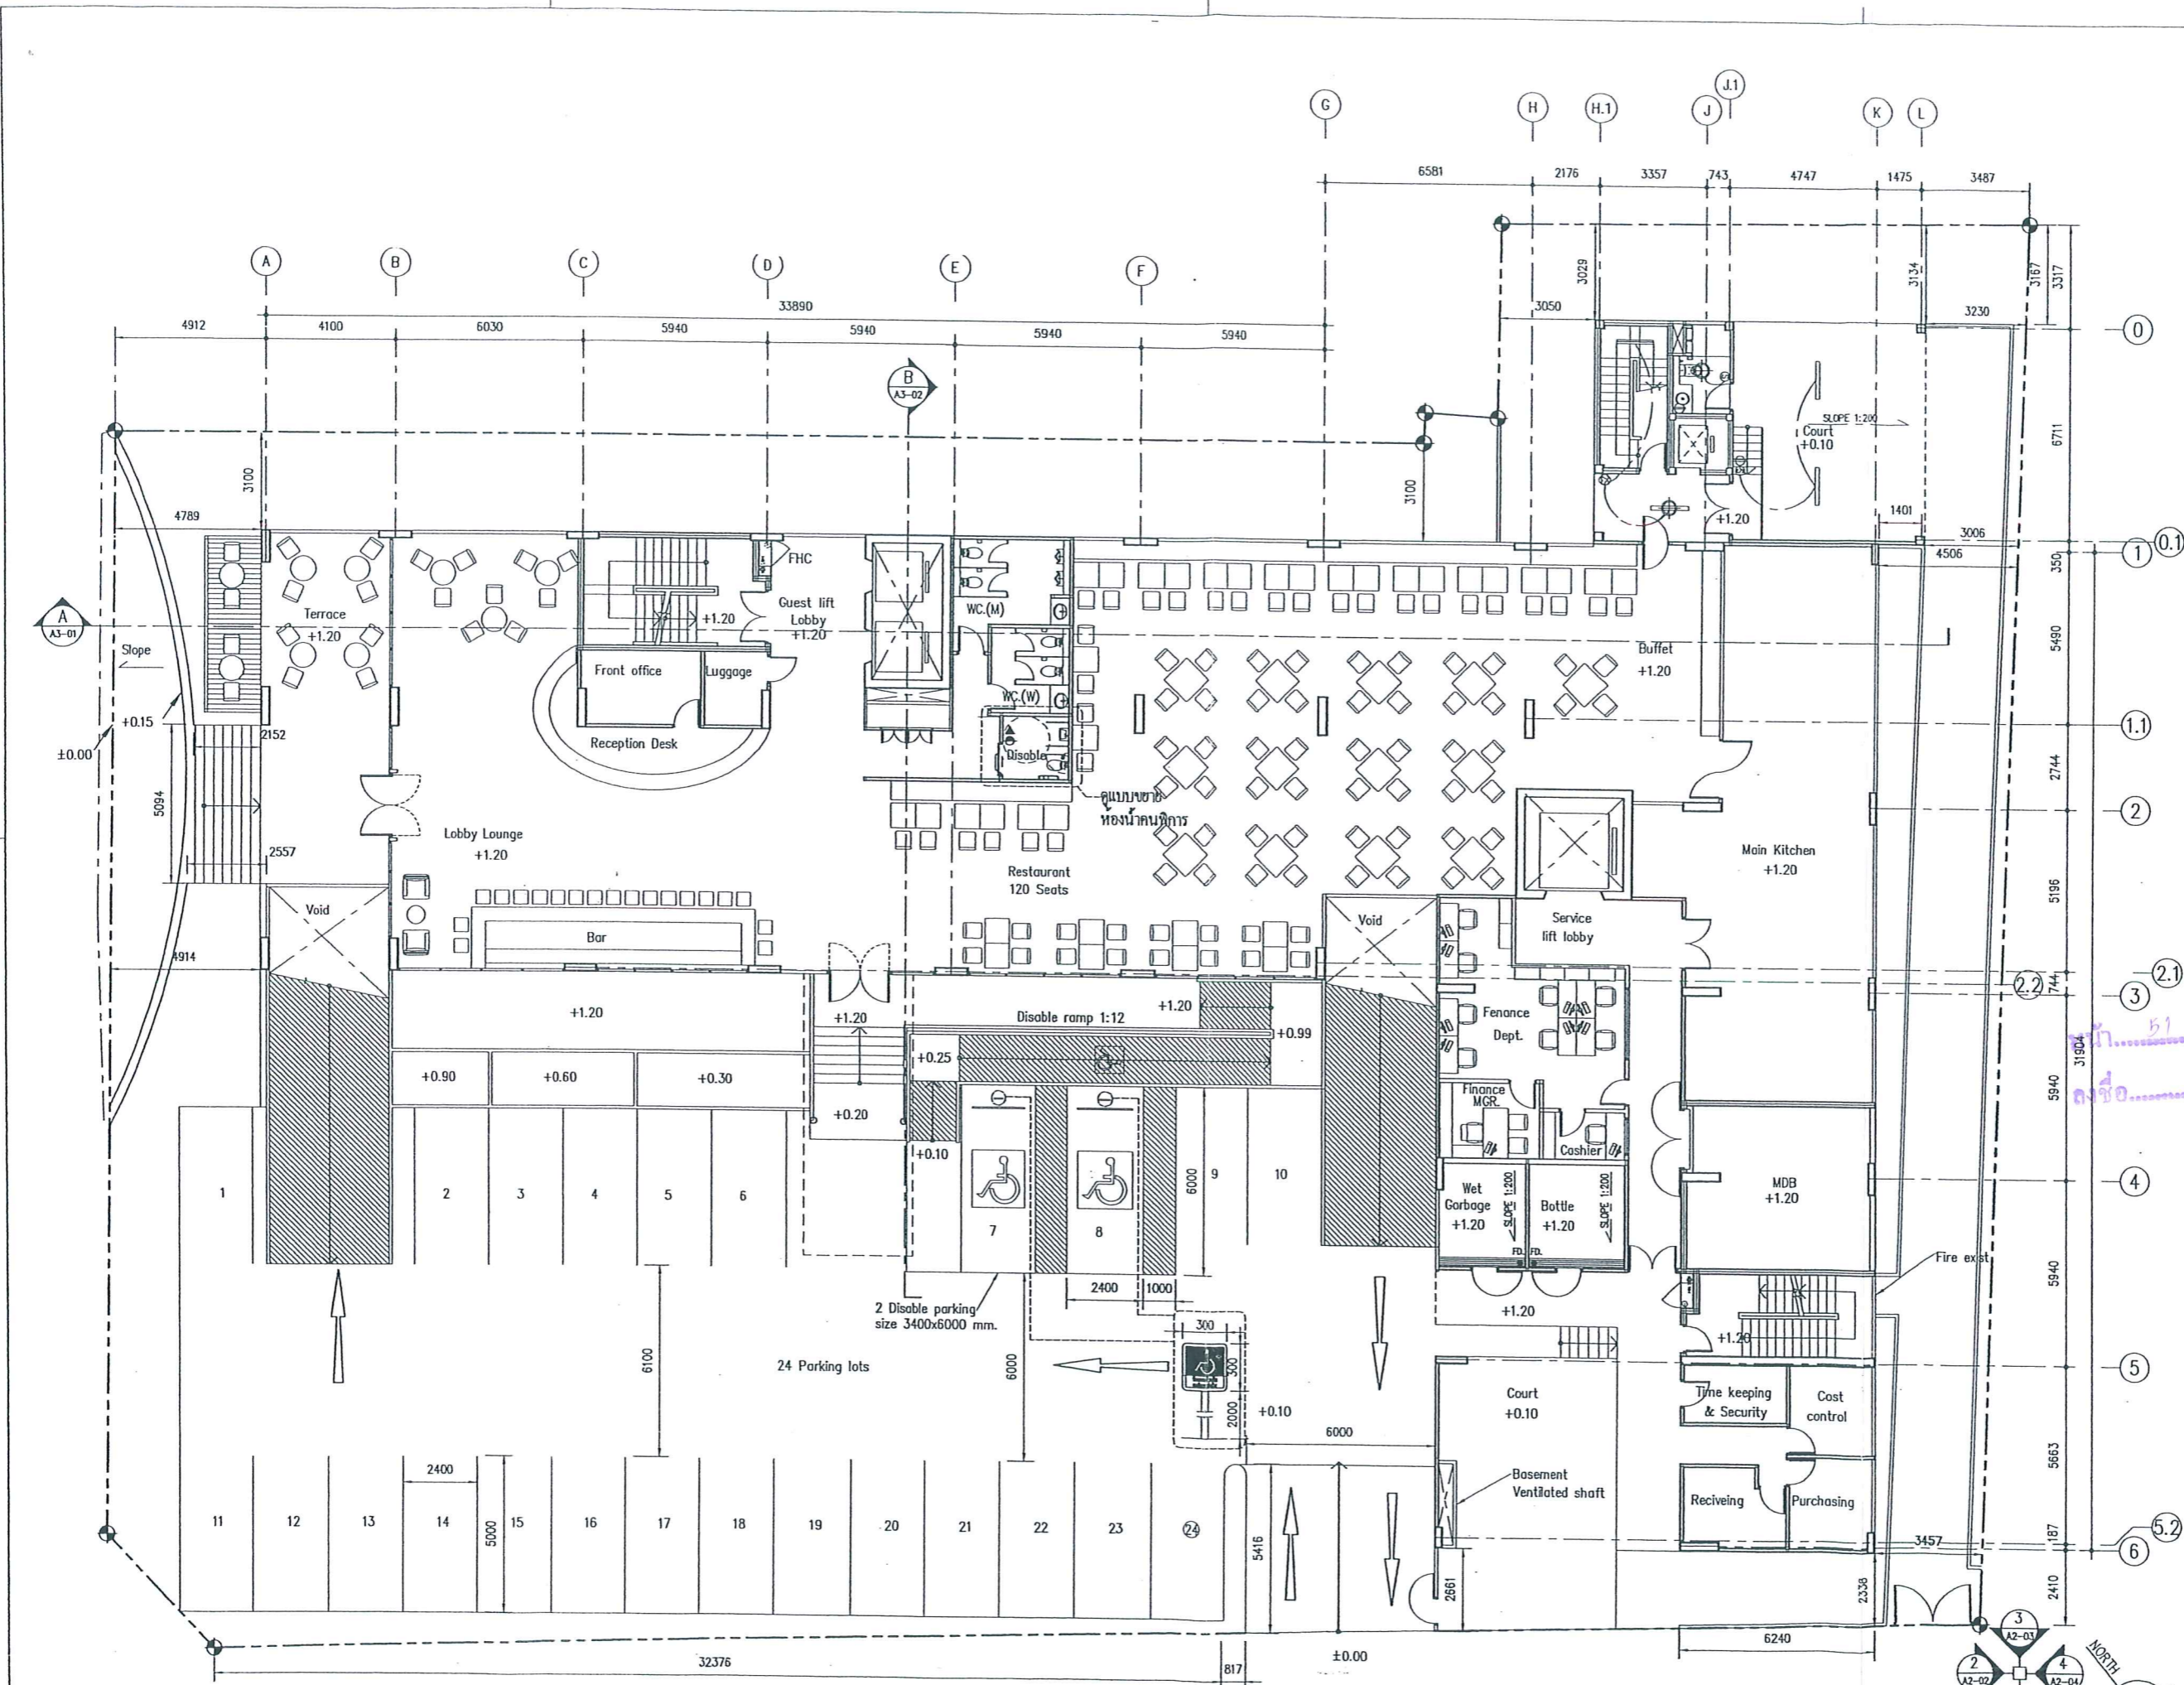 J.1
G
H
H.1
J
K
L
6581
2176
3357
743
4747
1475
3487
A
B
C
D
E
F
3029
3134
3167
3317
33890
3050
3230
0
4912
4100
6030
5940
5940
5940
5940
B
A3-02
SLOPE 1:200
Court
+0.10
6711
3100
3100
4789
1401
+1.20
3006
0.1
4506
350
1
FHC
WC.(M)
A
A3-01
Terrace
+1.20
+1.20
Guest lift
Lobby
+1.20
5490
Slope
Front office
Luggage
Buffet
+1.20
WC.(W)
+0.15
2152
Reception Desk
Disable
1.1
±0.00
2744
5094
ดูแบบขยาย
ห้องน้ำคนพิการ
2
Lobby Lounge
+1.20
2557
Main Kitchen
+1.20
Restaurant
120 Seats
5196
Void
Void
Service
lift lobby
Bar
4914
2.1
2.2
744
3
+1.20
+1.20
Disable ramp 1:12
+1.20
+0.99
Fenance
Dept.
หน้า.........51
31904
+0.90
+0.60
+0.30
+0.25
Finance
MGR.
5940
ลงชื่อ............
+0.20
+0.10
Cashier
1
2
3
4
5
6
7
8
6000
9
10
Wet
Garbage
+1.20
SLOPE 1:200
Bottle
+1.20
SLOPE 1:200
MDB
+1.20
4
FD.
FD.
Fire exist
2400
1000
5940
2 Disable parking
size 3400x6000 mm.
+1.20
300
+1.20
6100
24 Parking lots
6000
300
5
Court
+0.10
Time keeping
& Security
Cost
control
2000
+0.10
6000
5663
2400
Basement
Ventilated shaft
Reciveing
Purchasing
11
12
13
14
5000
15
16
17
18
19
20
21
22
23
24
5416
187
5.2
3457
6
2661
2338
2410
3
A2-03
6240
32376
817
±0.00
2
A2-02
4
A2-04
NORTH